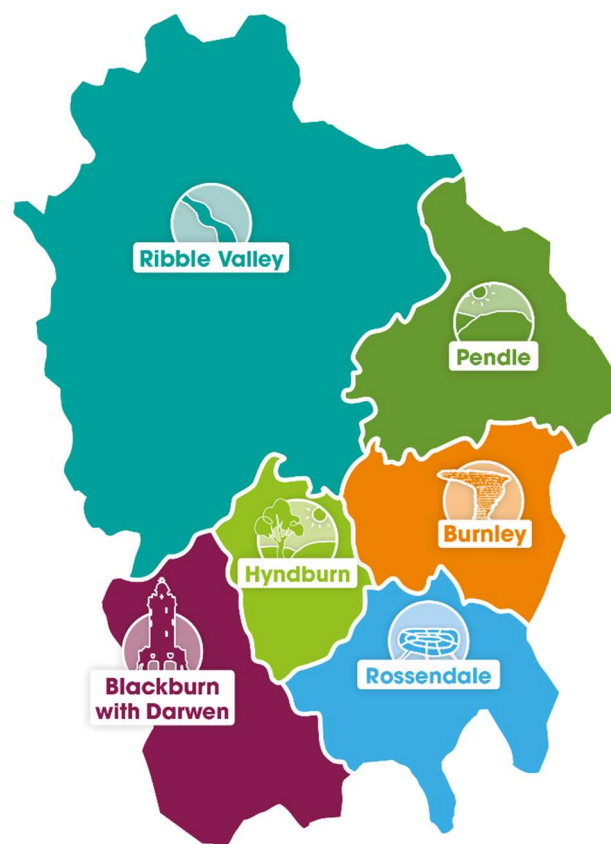 Ribble Valley
Pendle
Burnley
Hyndburn
Rossendale
Blackburn
with Darwen